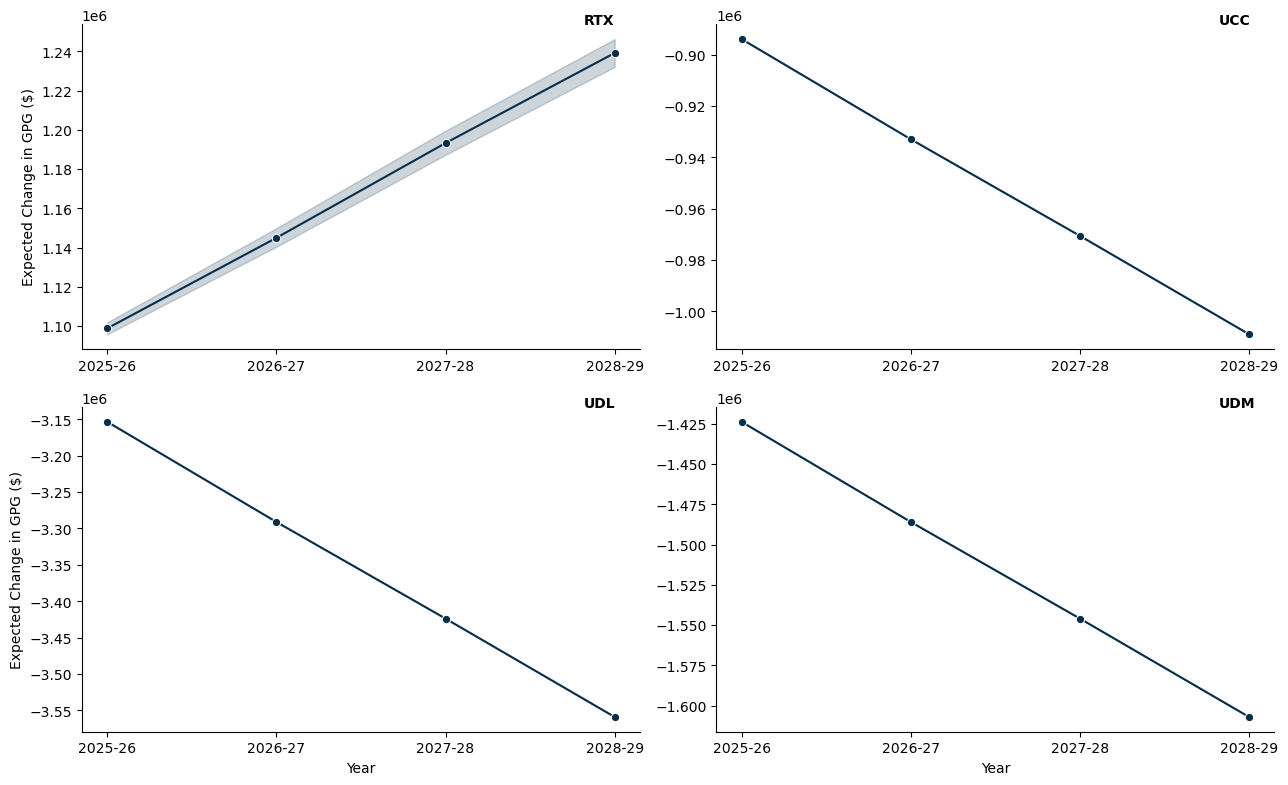 1e6
RTX
Expected Change in GPG ($)
1.24
1.22
1.20
1.18
1.16
1.14
1.12
1.10
2025-26 2026-27 2027-28 2028-29
1e6
UCC
−0.90
−0.92
−0.94
−0.96
−0.98
−1.00
2025-26 2026-27 2027-28 2028-29
1e6
UDL
Expected Change in GPG ($)
−3.15
−3.20
−3.25
−3.30
−3.35
−3.40
−3.45
−3.50
−3.55
2025-26 2026-27 2027-28 2028-29
Year
1e6
UDM
−1.425
−1.450
−1.475
−1.500
−1.525
−1.550
−1.575
−1.600
2025-26 2026-27 2027-28 2028-29
Year